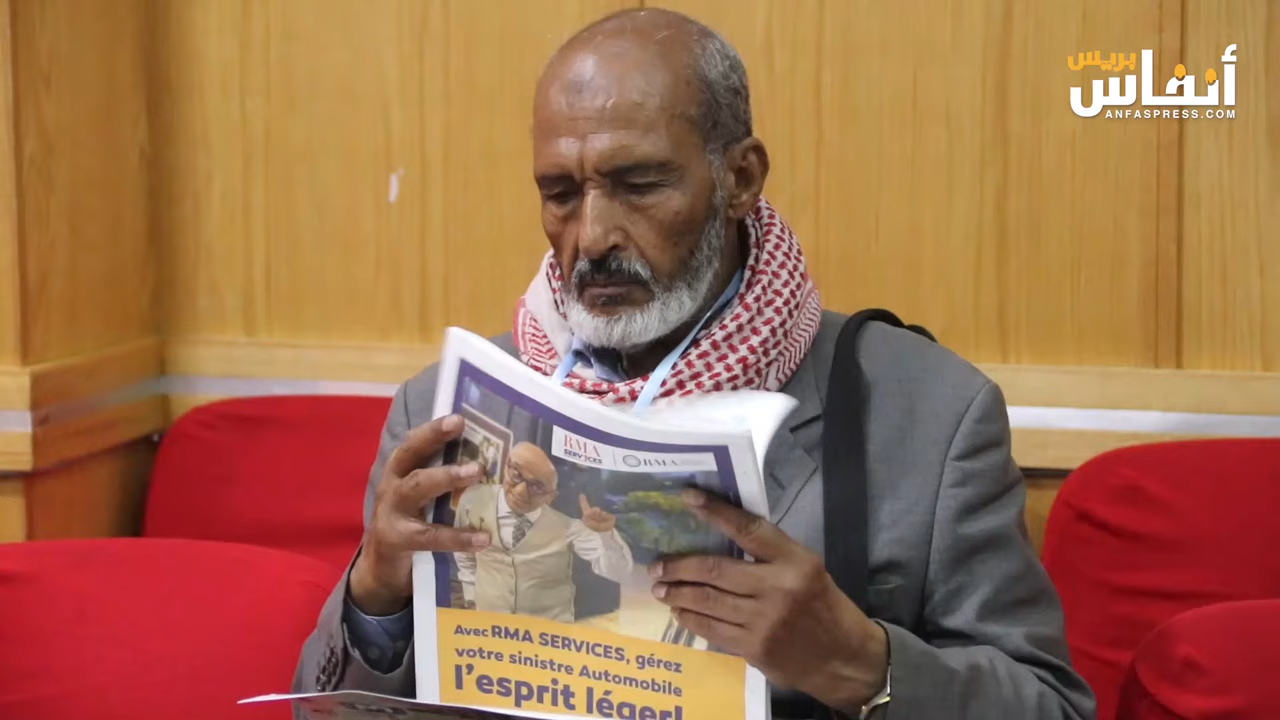 بريس
أنفاس
ANFASPRESS.COM
RMA
SERVICES
RMA
Avec RMA SERVICES, gérez
votre sinistre Automobile
l'esprit léger!